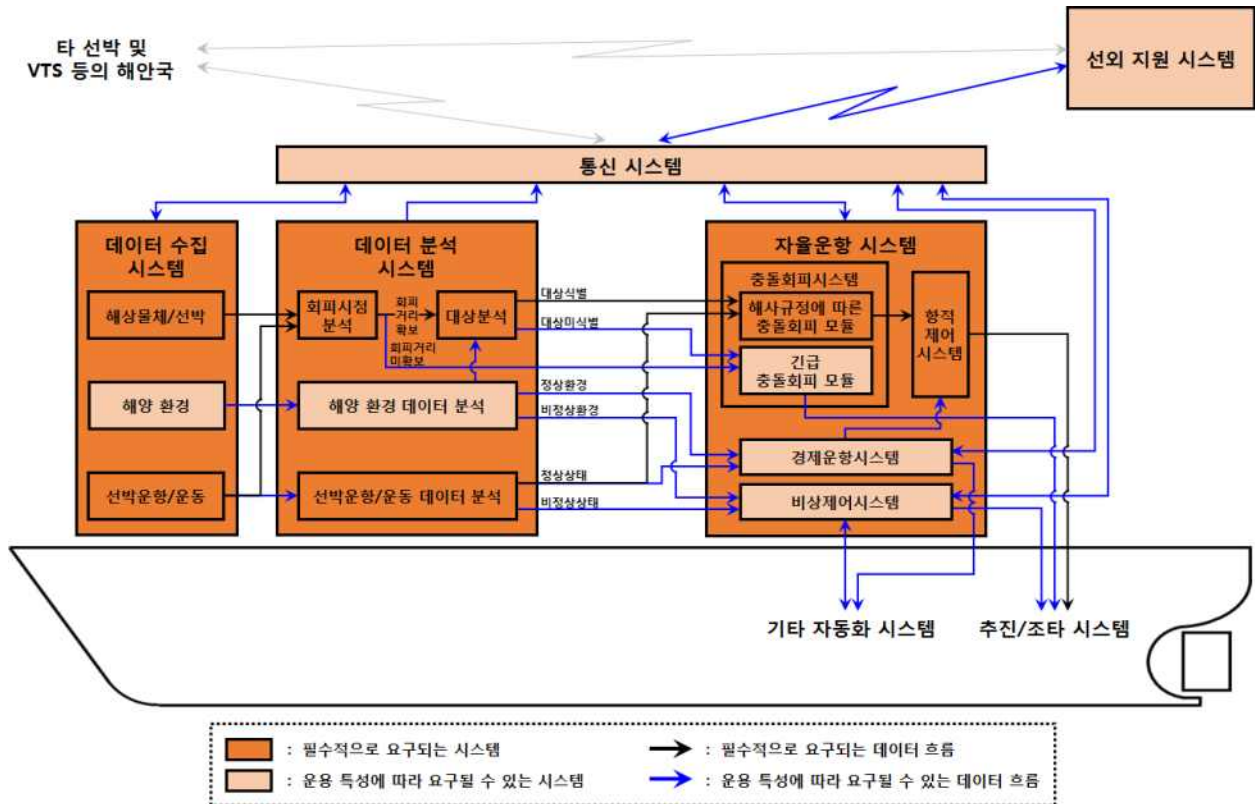 타 선박 및
VTS 등의 해안국
선외 지원 시스템
통신 시스템
데이터 수집
시스템
해상물체/선박
해양 환경
선박운항/운동
데이터 분석
시스템
회피시점
분석
회피
거리
확보
회피거리
미확보
대상분석
해양 환경 데이터 분석
선박운항/운동 데이터 분석
대상식별
대상미식별
정상환경
비정상환경
정상상태
비정상상태
자율운항 시스템
충돌회피시스템
해사규정에 따른
충돌회피 모듈
긴급
충돌회피 모듈
항적
제어
시스템
경제운항시스템
비상제어시스템
기타 자동화 시스템
추진/조타 시스템
: 필수적으로 요구되는 시스템
: 필수적으로 요구되는 데이터 흐름
: 운용 특성에 따라 요구될 수 있는 시스템
: 운용 특성에 따라 요구될 수 있는 데이터 흐름